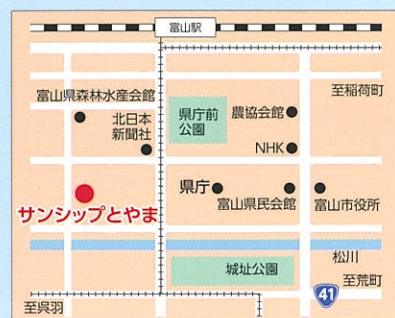 富山駅
至稲荷町
富山県森林水産会館
北日本
新聞社
県庁前
公園
農協会館
NHK
県庁
富山県民会館
富山市役所
サンシップとやま
松川
城址公園
至荒町
41
至呉羽